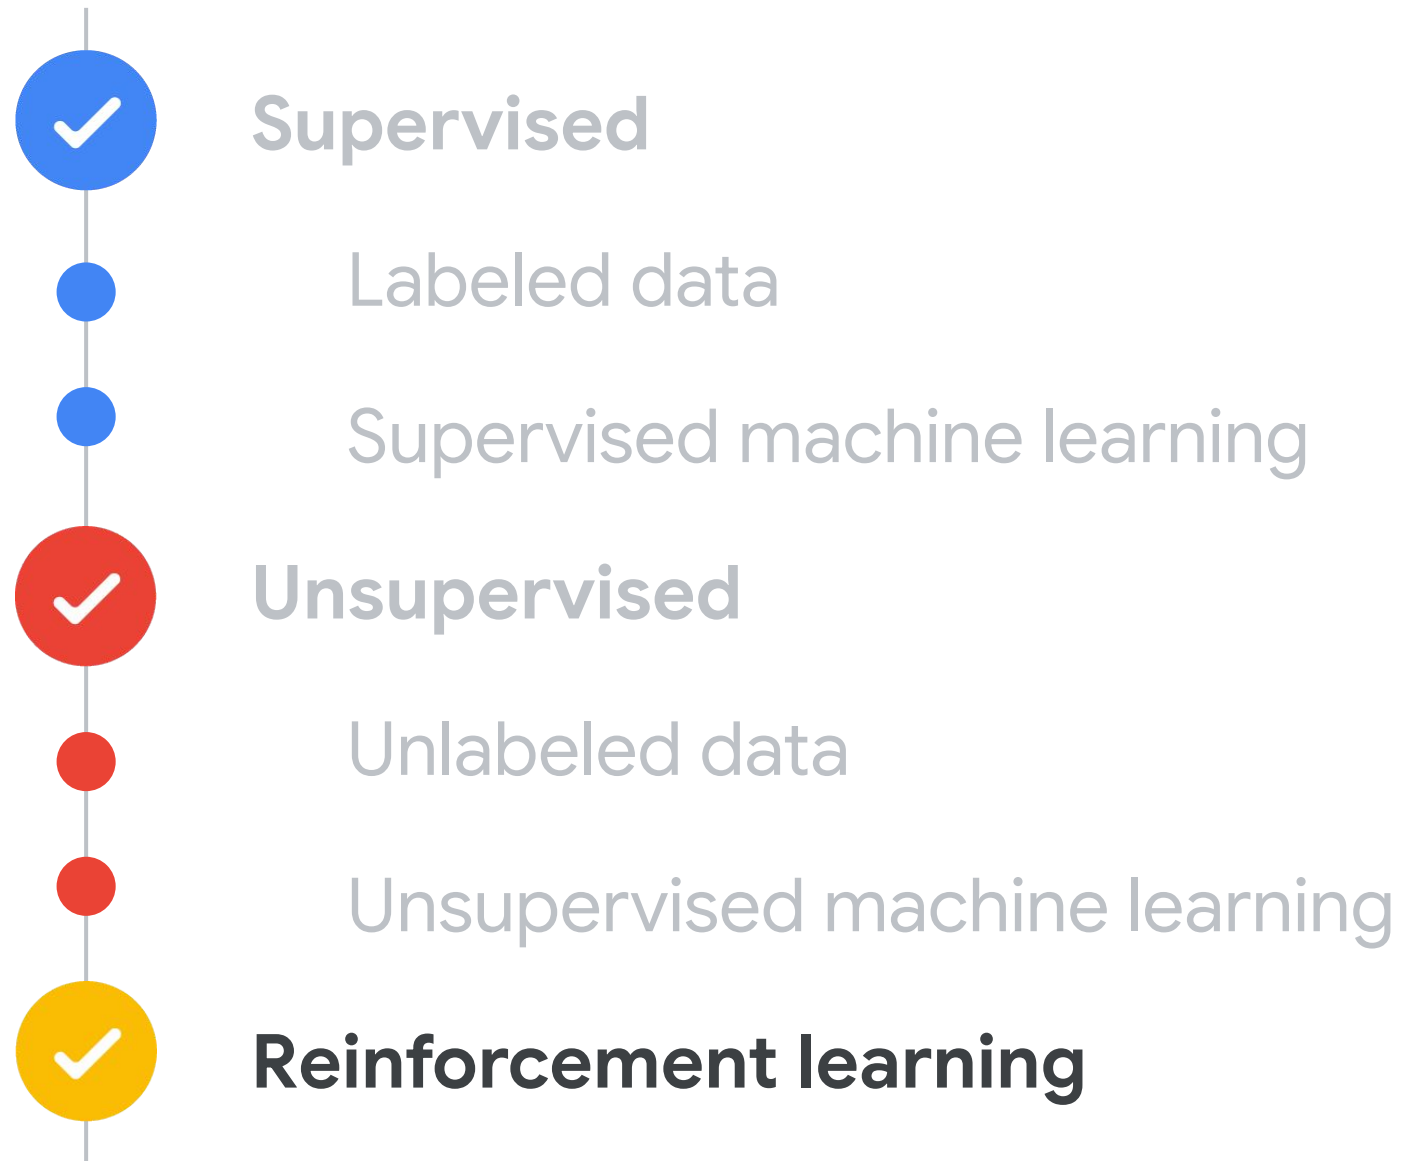 Supervised
Labeled data
Supervised machine learning
Unsupervised
Unlabeled data
Unsupervised machine learning
Reinforcement learning